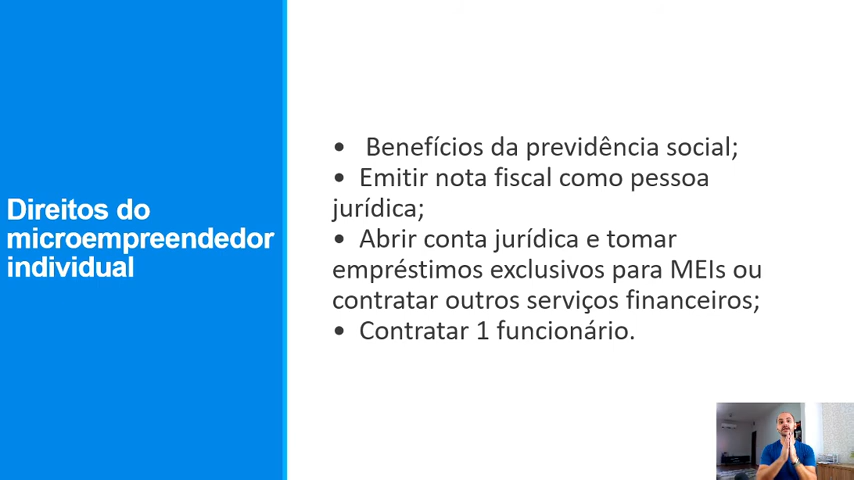 Direitos do
microempreendedor
individual
• Benefícios da previdência social;
• Emitir nota fiscal como pessoa
jurídica;
• Abrir conta jurídica e tomar
empréstimos exclusivos para MEIs ou
contratar outros serviços financeiros;
• Contratar 1 funcionário.